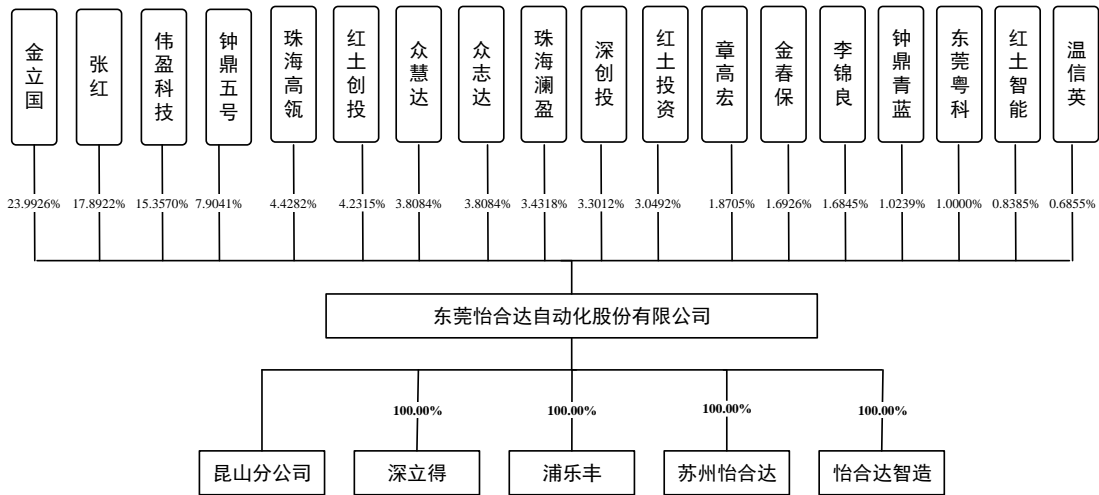 金立国
张红
伟盈科技
钟鼎五号
珠海高瓴
红土创投
众慧达
众志达
珠海澜盈
深创投
红土投资
章高宏
金春保
李锦良
钟鼎青蓝
东莞粤科
红土智能
温信英
23.9926% 17.8922% 15.3570% 7.9041% 4.4282% 4.2315% 3.8084% 3.8084% 3.4318% 3.3012% 3.0492% 1.8705% 1.6926% 1.6845% 1.0239% 1.0000% 0.8385% 0.6855%
东莞怡合达自动化股份有限公司
100.00% 100.00% 100.00% 100.00%
昆山分公司 深立得 浦乐丰 苏州怡合达 怡合达智造